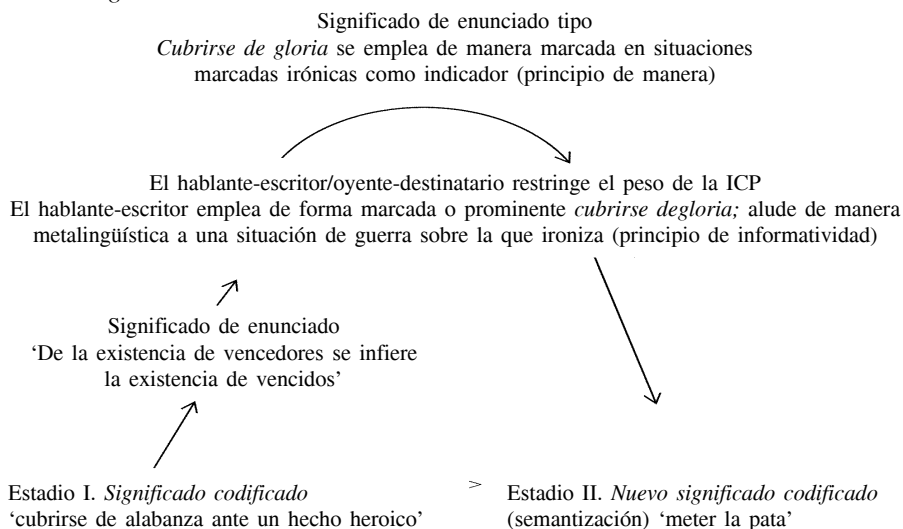 Significado de enunciado tipo
Cubrirse de gloria se emplea de manera marcada en situaciones
marcadas irónicas como indicador (principio de manera)
El hablante-escritor/oyente-destinatario restringe el peso de la ICP
El hablante-escritor emplea de forma marcada o prominente cubrirse degloria; alude de manera
metalingüística a una situación de guerra sobre la que ironiza (principio de informatividad)
Significado de enunciado
‘De la existencia de vencedores se infiere
la existencia de vencidos’
Estadio I. Significado codificado
‘cubrirse de alabanza ante un hecho heroico’
>
Estadio II. Nuevo significado codificado
(semantización) ‘meter la pata’